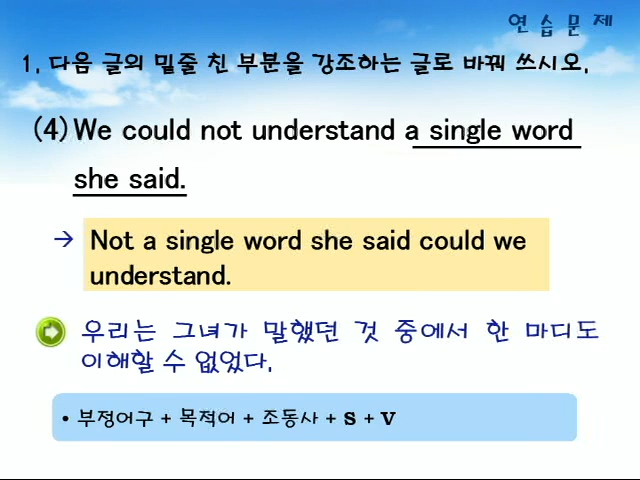 연습문제
1. 다음 글의 밑줄 친 부분을 강조하는 글로 바꿔 쓰시오.
(4) We could not understand a single word
she said.
→ Not a single word she said could we
understand.
우리는 그녀가 말했던 것 중에서 한 마디도
이해할 수 없었다.
• 부정어구 + 목적어 + 조동사 + S + V